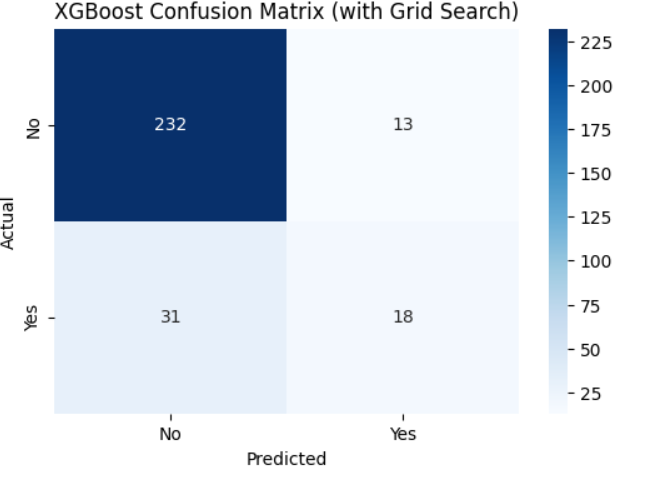 XGBoost Confusion Matrix (with Grid Search)
No
232
13
Yes
31
18
Actual
No
Yes
Predicted
225
200
175
150
125
100
75
50
25